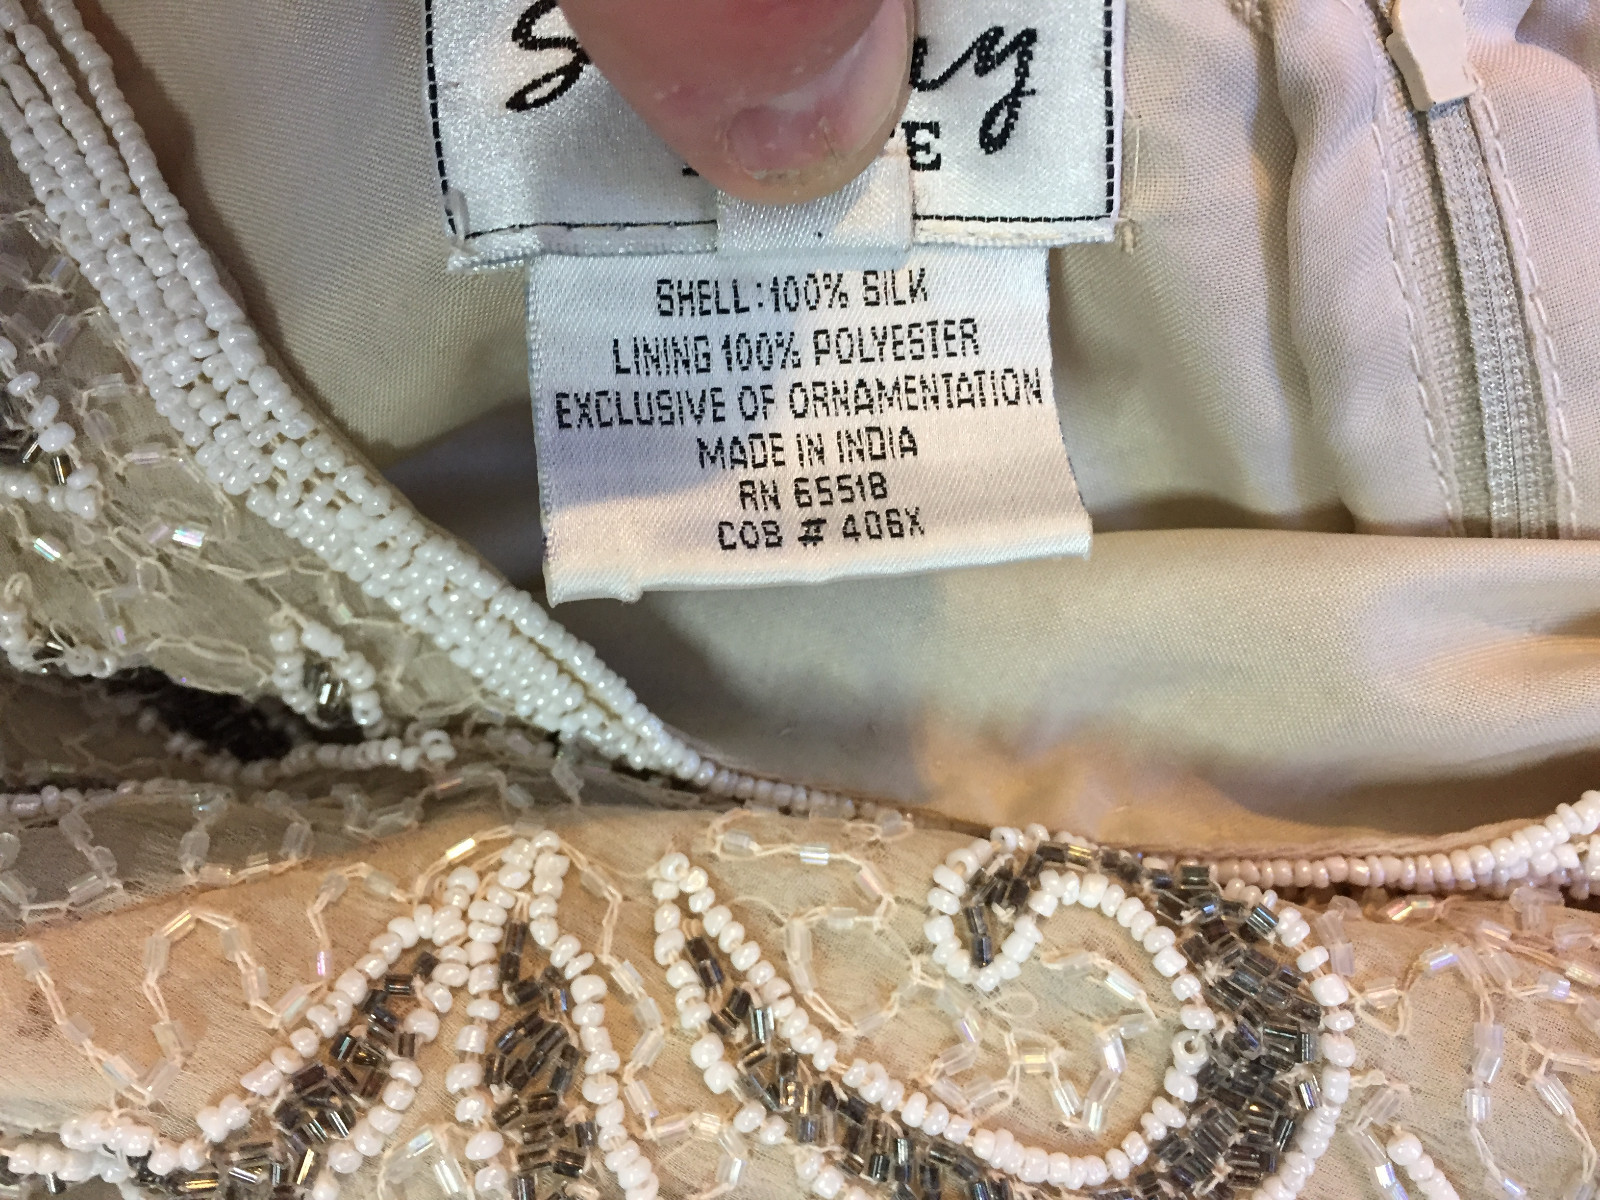 SHELL:100% SILK
LINING 100% POLYESTER
EXCLUSIVE OF ORNAMENTATION
MADE IN INDIA
RN 65518
COB # 406X